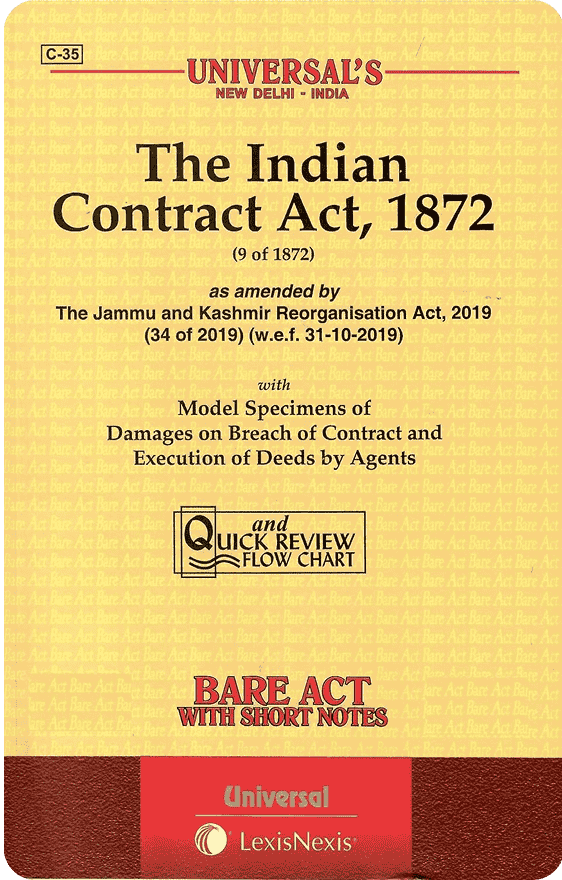 C-35
UNIVERSAL'S
NEW DELHI - INDIA
The Indian
Contract Act, 1872
(9 of 1872)
as amended by
The Jammu and Kashmir Reorganisation Act, 2019
(34 of 2019) (w.e.f. 31-10-2019)
with
Model Specimens of
Damages on Breach of Contract and
Execution of Deeds by Agents
and
QUICK REVIEW
FLOW CHART
BARE ACT
WITH SHORT NOTES
Universal
LexisNexis®